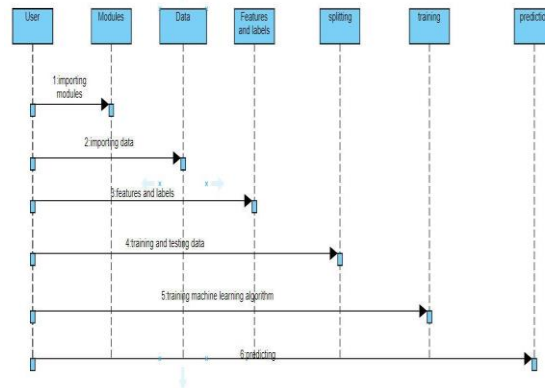 User
Modules
Data
Features
and labels
splitting
training
prediction
1:importing
modules
2:importing data
3:features and labels
4:training and testing data
5:training machine learning algorithm
6:predicting